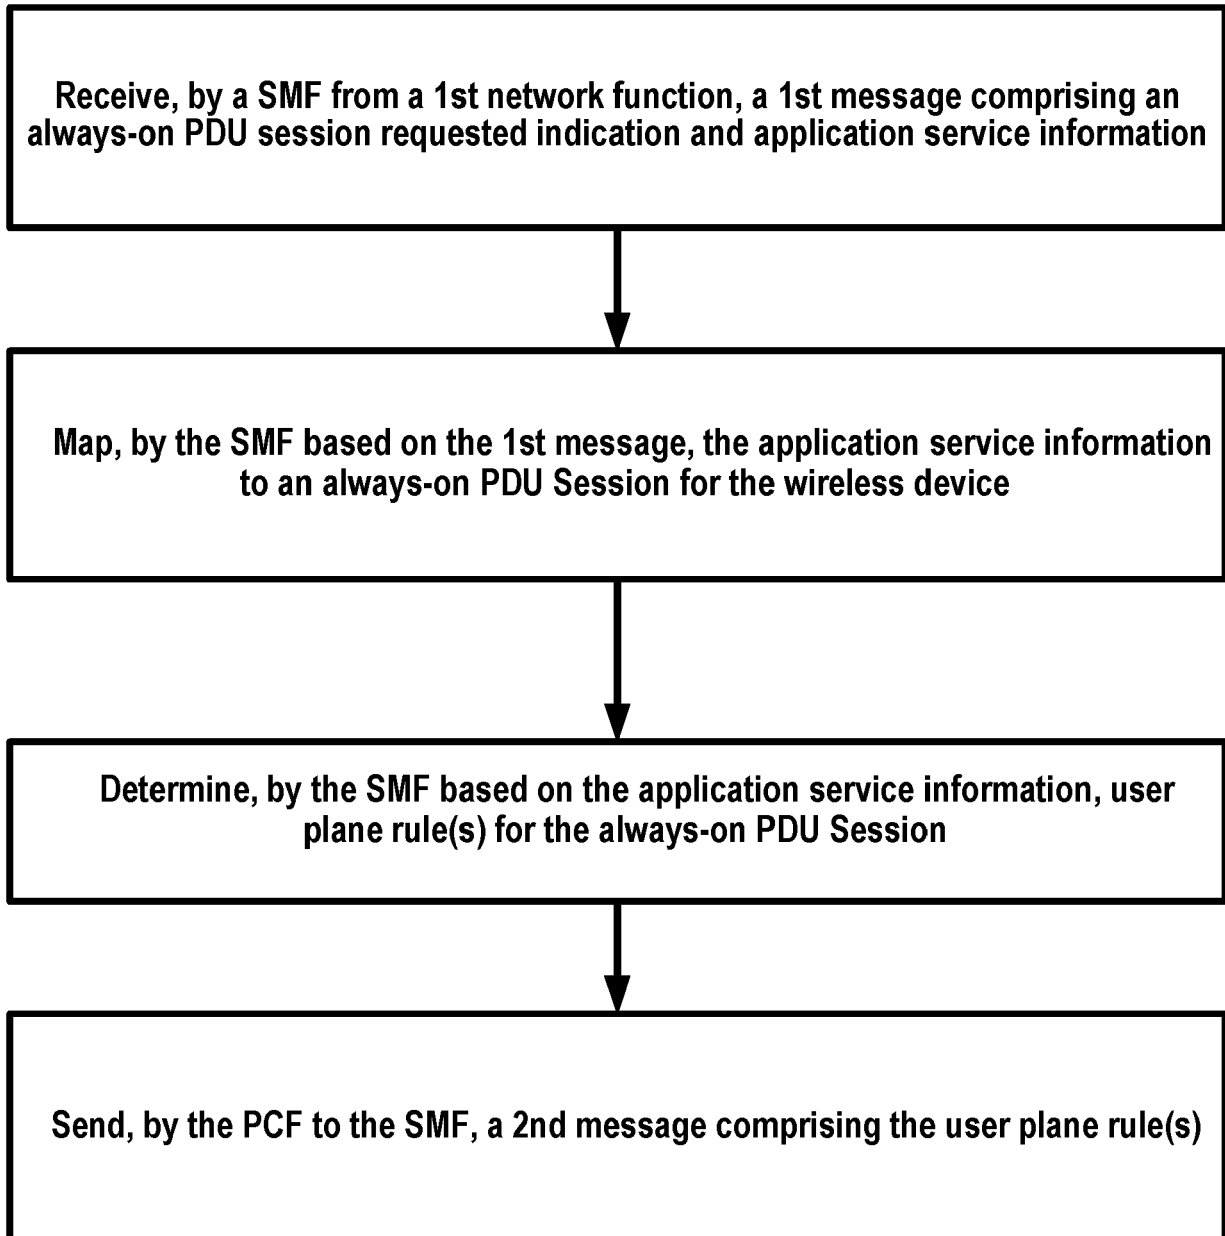 Receive, by a SMF from a 1st network function, a 1st message comprising an
always-on PDU session requested indication and application service information
Map, by the SMF based on the 1st message, the application service information
to an always-on PDU Session for the wireless device
Determine, by the SMF based on the application service information, user
plane rule(s) for the always-on PDU Session
Send, by the PCF to the SMF, a 2nd message comprising the user plane rule(s)